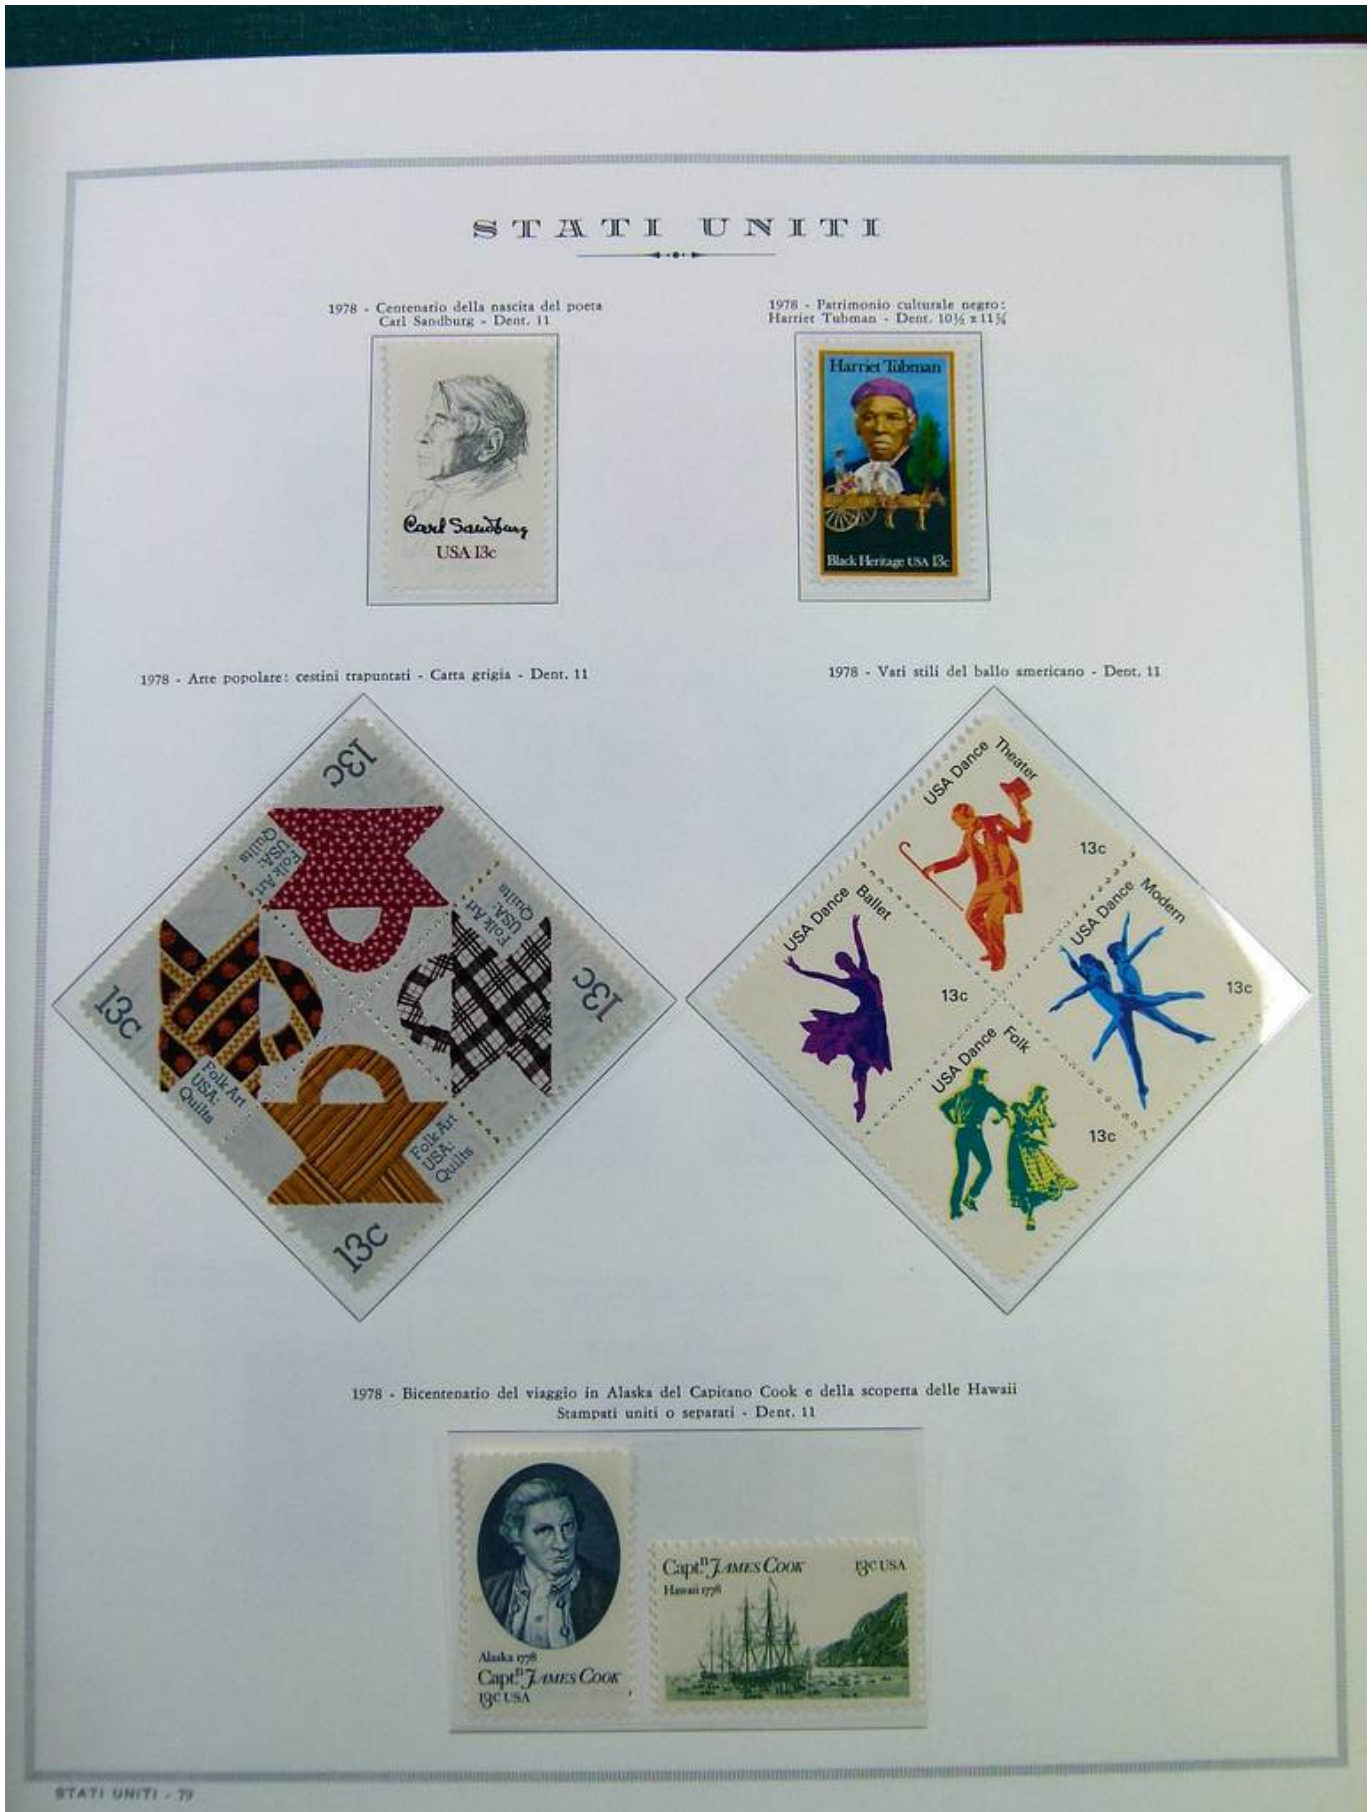 STATI UNITI
1978 - Centenario della nascita del poeta
Carl Sandburg - Dent. 11
1978 - Patrimonio culturale negro:
Harriet Tubman - Dent. 10½ x 11¼
Carl Sandburg
USA 13c
Harriet Tubman
Black Heritage USA 13c
1978 - Arte popolare: cestini trapuntati - Carta grigia - Dent. 11
1978 - Vari stili del ballo americano - Dent. 11
13c
Folk Art
USA:
Quilts
Folk Art
USA:
Quilts
13c
13c
Folk Art
USA:
Quilts
Folk Art
USA:
Quilts
13c
USA Dance
Theater
13c
USA Dance
Ballet
13c
USA Dance
Modern
13c
USA Dance
Folk
13c
1978 - Bicentenario del viaggio in Alaska del Capitano Cook e della scoperta delle Hawaii
Stampati uniti o separati - Dent. 11
Alaska 1778
Captn. JAMES COOK
13c USA
Captn. JAMES COOK 13c USA
Hawaii 1778
STATI UNITI - 79